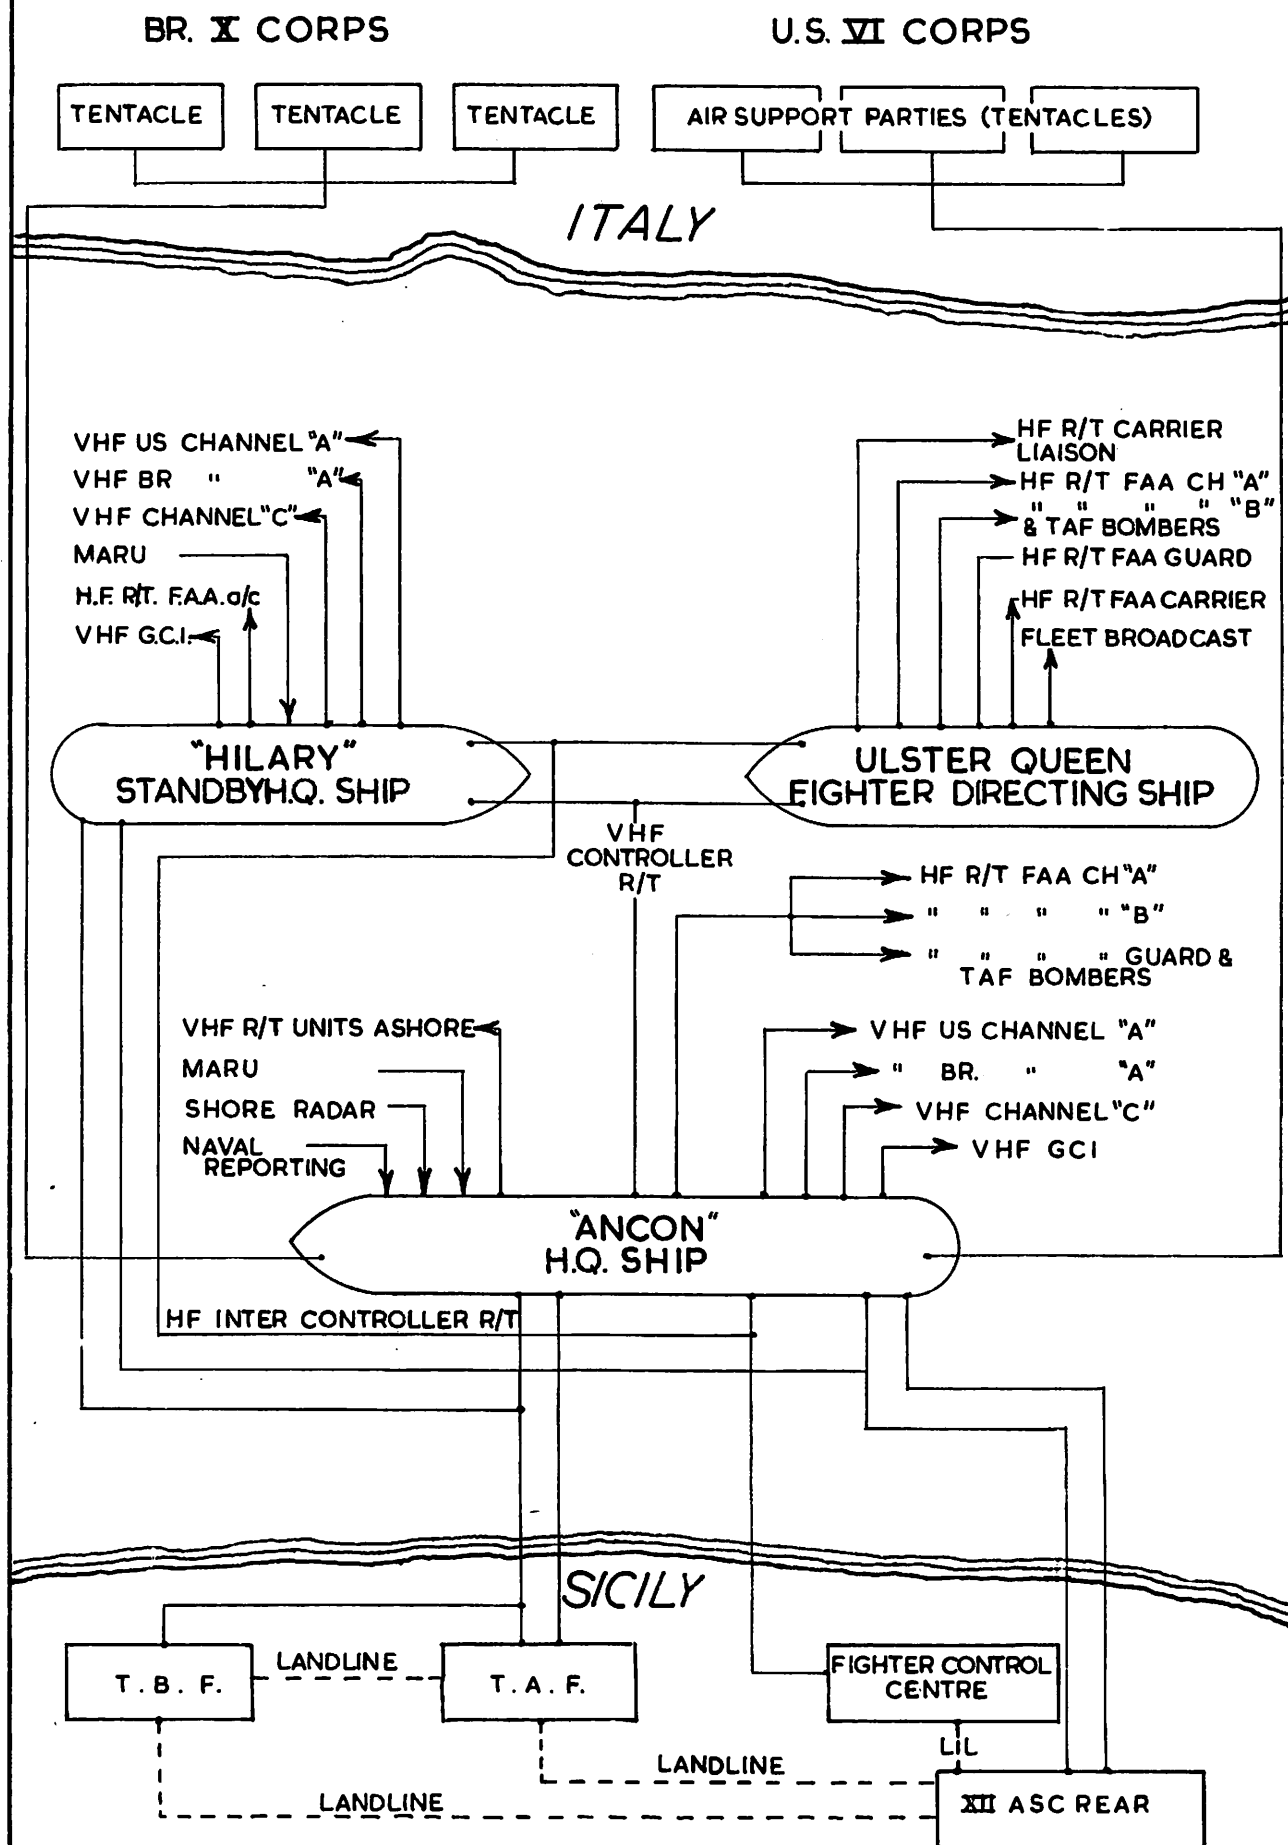 BR. X CORPS
U.S. VI CORPS
TENTACLE
TENTACLE
TENTACLE
AIR SUPPORT PARTIES (TENTACLES)
ITALY
VHF US CHANNEL "A"
VHF BR " "A"
VHF CHANNEL "C"
MARU
H.F. R/T. F.A.A. a/c
VHF G.C.I.
HF R/T CARRIER
LIAISON
HF R/T FAA CH "A"
" " " " "B"
& TAF BOMBERS
HF R/T FAA GUARD
HF R/T FAA CARRIER
FLEET BROADCAST
"HILARY"
STANDBY H.Q. SHIP
ULSTER QUEEN
FIGHTER DIRECTING SHIP
VHF
CONTROLLER
R/T
HF R/T FAA CH "A"
" " " " "B"
" " " " GUARD &
TAF BOMBERS
VHF R/T UNITS ASHORE
MARU
SHORE RADAR
NAVAL
REPORTING
VHF US CHANNEL "A"
" BR. " "A"
VHF CHANNEL "C"
VHF GCI
"ANCON"
H.Q. SHIP
HF INTER CONTROLLER R/T
SICILY
T. B. F.
LANDLINE
T. A. F.
FIGHTER CONTROL
CENTRE
L/L
LANDLINE
LANDLINE
XII ASC REAR